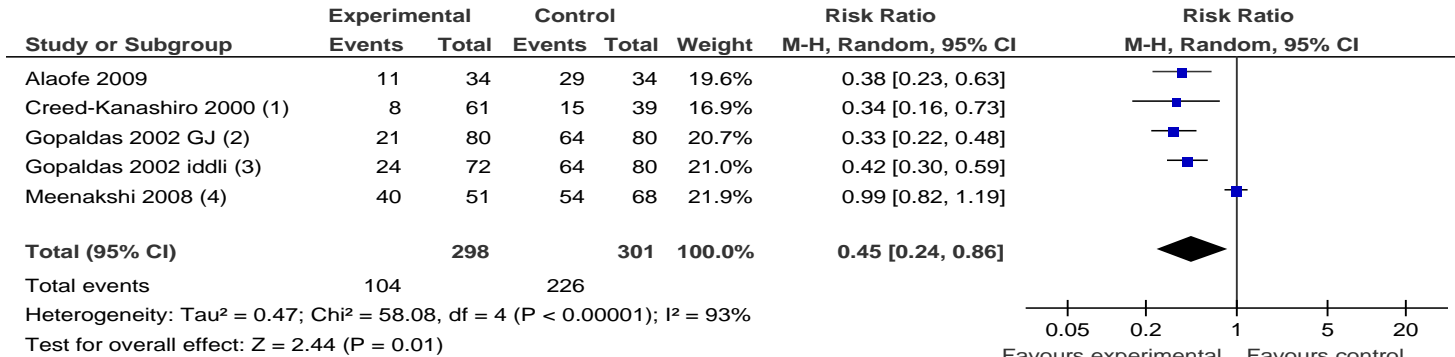 Experimental Control Risk Ratio Risk Ratio
Study or Subgroup Events Total Events Total Weight M-H, Random, 95% CI M-H, Random, 95% CI
Alaofe 2009 11 34 29 34 19.6% 0.38 [0.23, 0.63]
Creed-Kanashiro 2000 (1) 8 61 15 39 16.9% 0.34 [0.16, 0.73]
Gopaldas 2002 GJ (2) 21 80 64 80 20.7% 0.33 [0.22, 0.48]
Gopaldas 2002 iddli (3) 24 72 64 80 21.0% 0.42 [0.30, 0.59]
Meenakshi 2008 (4) 40 51 54 68 21.9% 0.99 [0.82, 1.19]
Total (95% CI) 298 301 100.0% 0.45 [0.24, 0.86]
Total events 104 226
Heterogeneity: Tau² = 0.47; Chi² = 58.08, df = 4 (P < 0.00001); I² = 93%
0.05 0.2 1 5 20
Test for overall effect: Z = 2.44 (P = 0.01)
Favours experimental Favours control